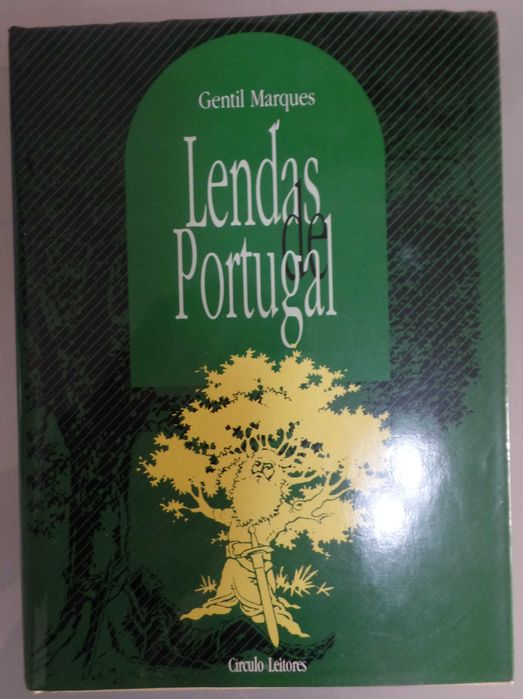 Gentil Marques
Lendas
de
Portugal
Círculo Leitores